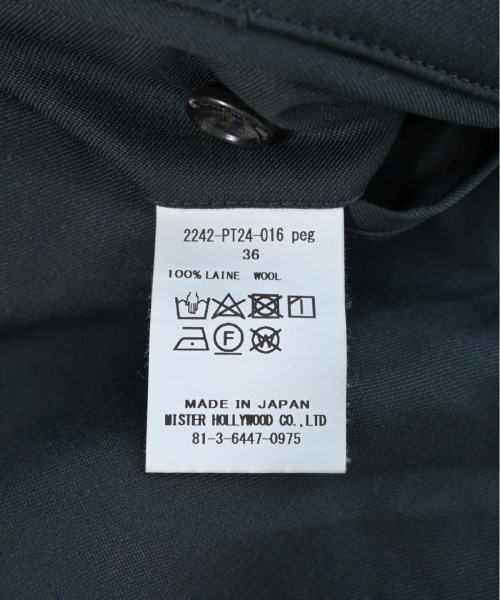 2242-PT24-016 peg
36
100% LAINE WOOL
F W
MADE IN JAPAN
MISTER HOLLYWOOD CO.,LTD
81-3-6447-0975